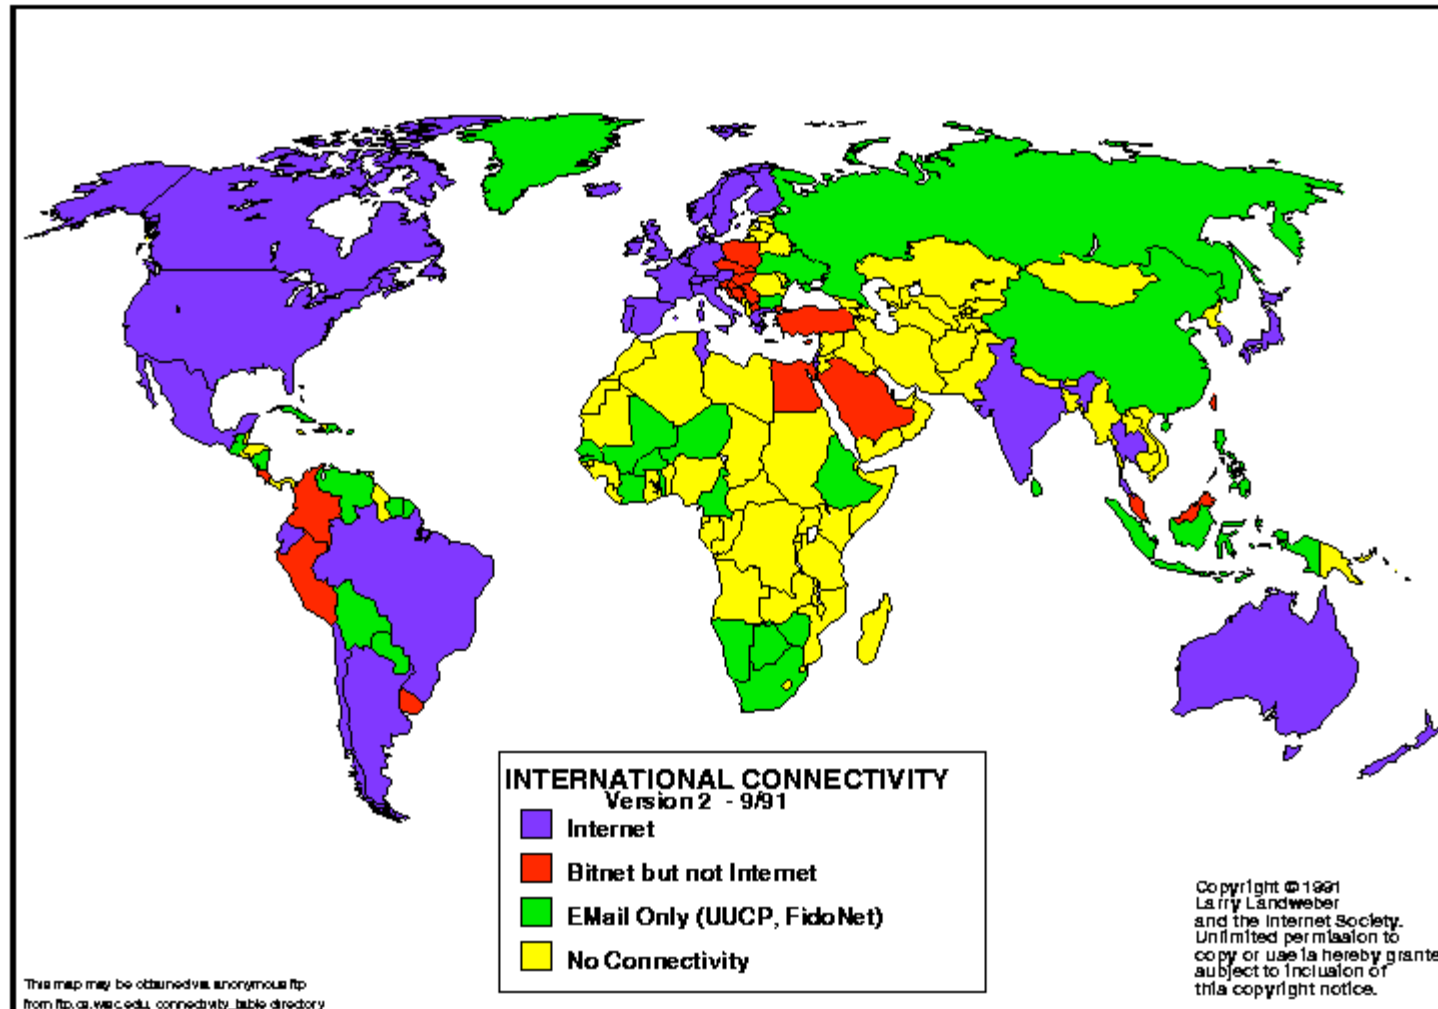 INTERNATIONAL CONNECTIVITY
Version 2 - 9/91
Internet
Bitnet but not Internet
EMail Only (UUCP, FidoNet)
No Connectivity
Copyright © 1991
Larry Landweber
and the Internet Society.
Unlimited permission to
copy or use is hereby grante
subject to inclusion of
this copyright notice.
This map may be obtained via anonymous ftp
from ftp.cs.wisc.edu, connectivity_table directory